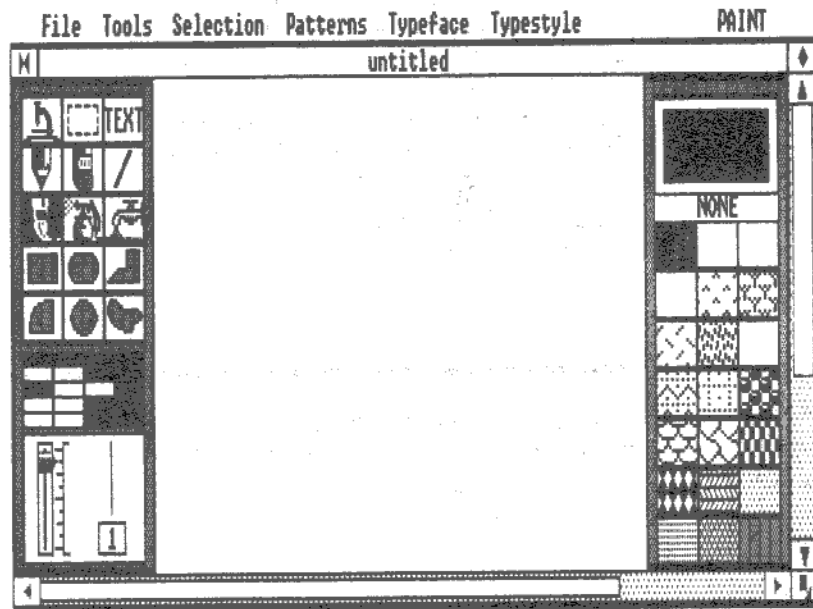 File Tools Selection Patterns Typeface Typestyle PAINT
untitled
TEXT
NONE
1